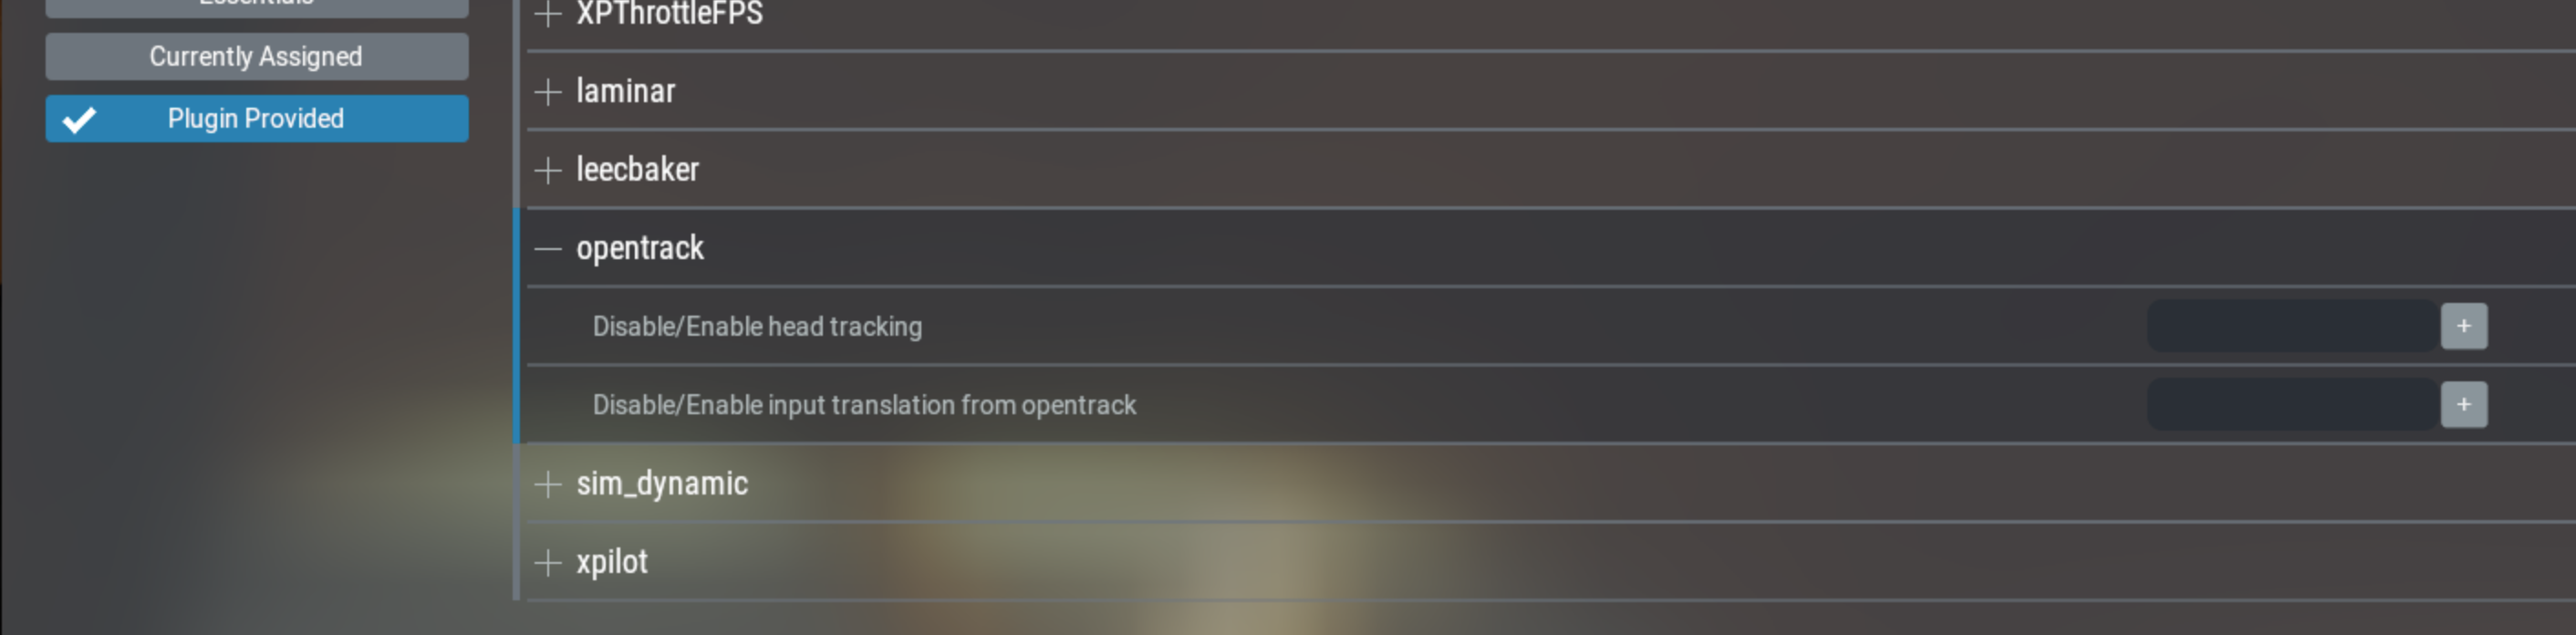 Essentials
Currently Assigned
Plugin Provided
XPThrottleFPS
laminar
leecbaker
opentrack
Disable/Enable head tracking
+
Disable/Enable input translation from opentrack
+
sim_dynamic
xpilot